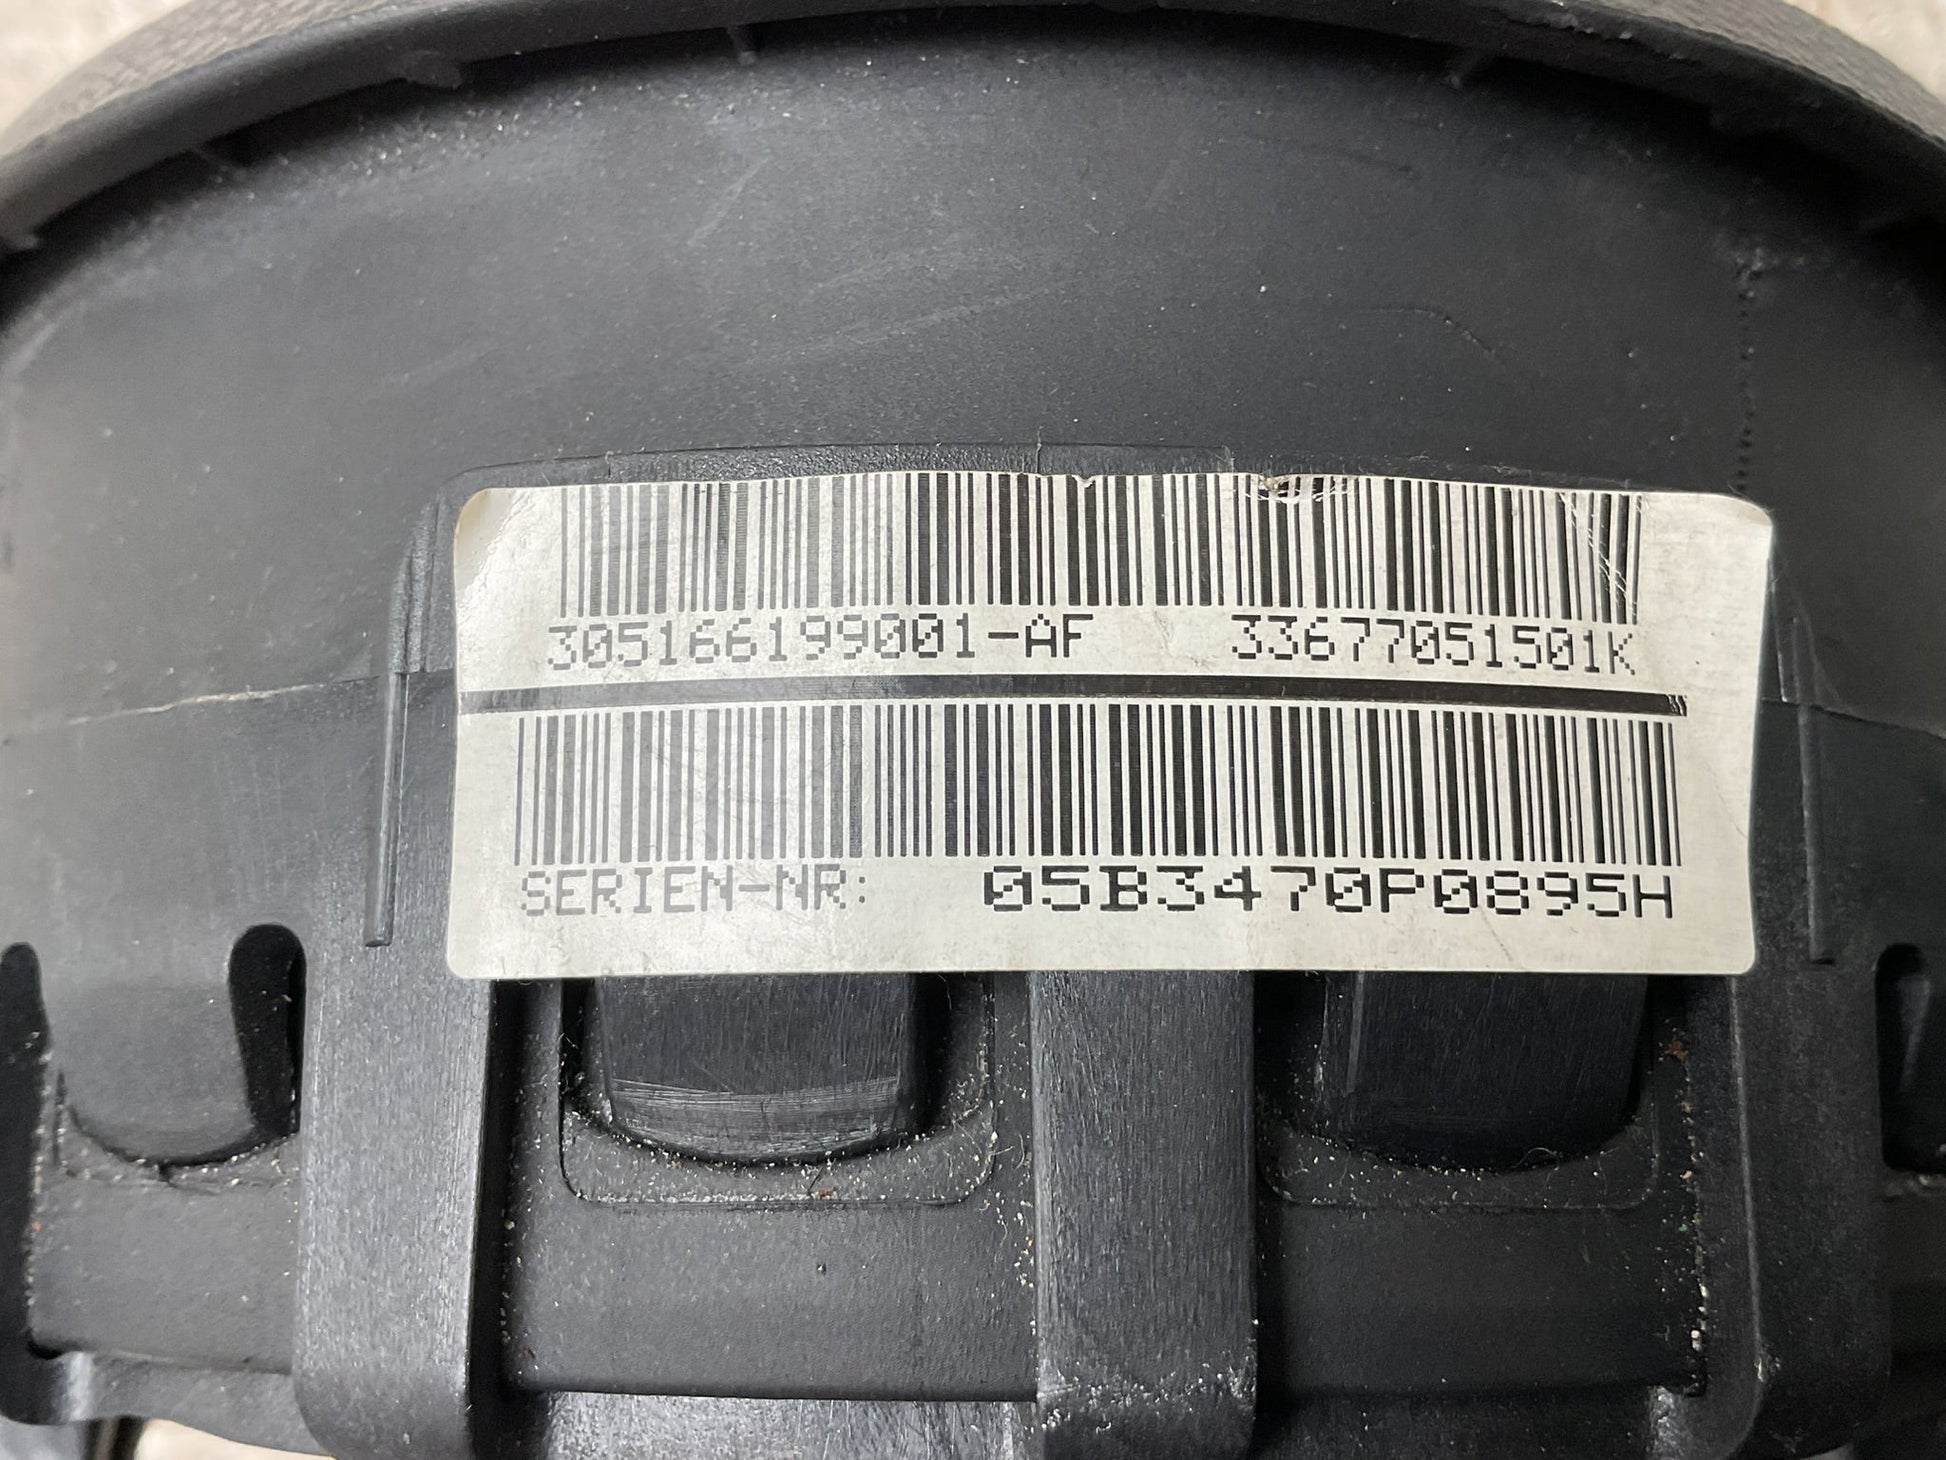 305166199001-AF 33677051501K
SERIEN-NR: 05B3470P0895H